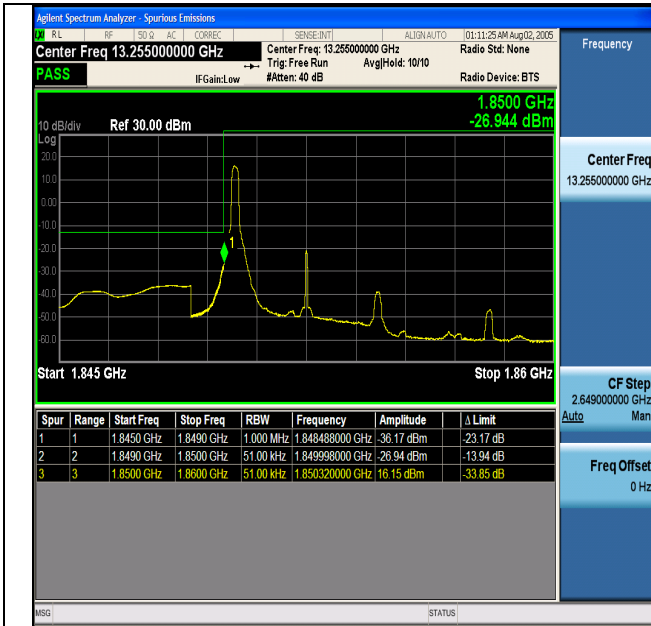 Agilent Spectrum Analyzer - Spurious Emissions
RL RF 50 Ω AC CORREC SENSE:INT ALIGN AUTO 01:11:25 AM Aug 02, 2005
Center Freq 13.255000000 GHz
Center Freq: 13.255000000 GHz
Radio Std: None
Trig: Free Run Avg|Hold: 10/10
PASS
IFGain:Low
#Atten: 40 dB
Radio Device: BTS
Frequency
1.8500 GHz
-26.944 dBm
10 dB/div Ref 30.00 dBm
Log
20.0
10.0
0.00
-10.0
-20.0
-30.0
-40.0
-50.0
-60.0
1
Start 1.845 GHz Stop 1.86 GHz
Center Freq
13.255000000 GHz
CF Step
2.649000000 GHz
Auto Man
Freq Offset
0 Hz
Spur Range Start Freq Stop Freq RBW Frequency Amplitude Δ Limit
1 1 1.8450 GHz 1.8490 GHz 1.000 MHz 1.848488000 GHz -36.17 dBm -23.17 dB
2 2 1.8490 GHz 1.8500 GHz 51.00 kHz 1.849998000 GHz -26.94 dBm -13.94 dB
3 3 1.8500 GHz 1.8600 GHz 51.00 kHz 1.850320000 GHz 16.15 dBm -33.85 dB
MSG STATUS